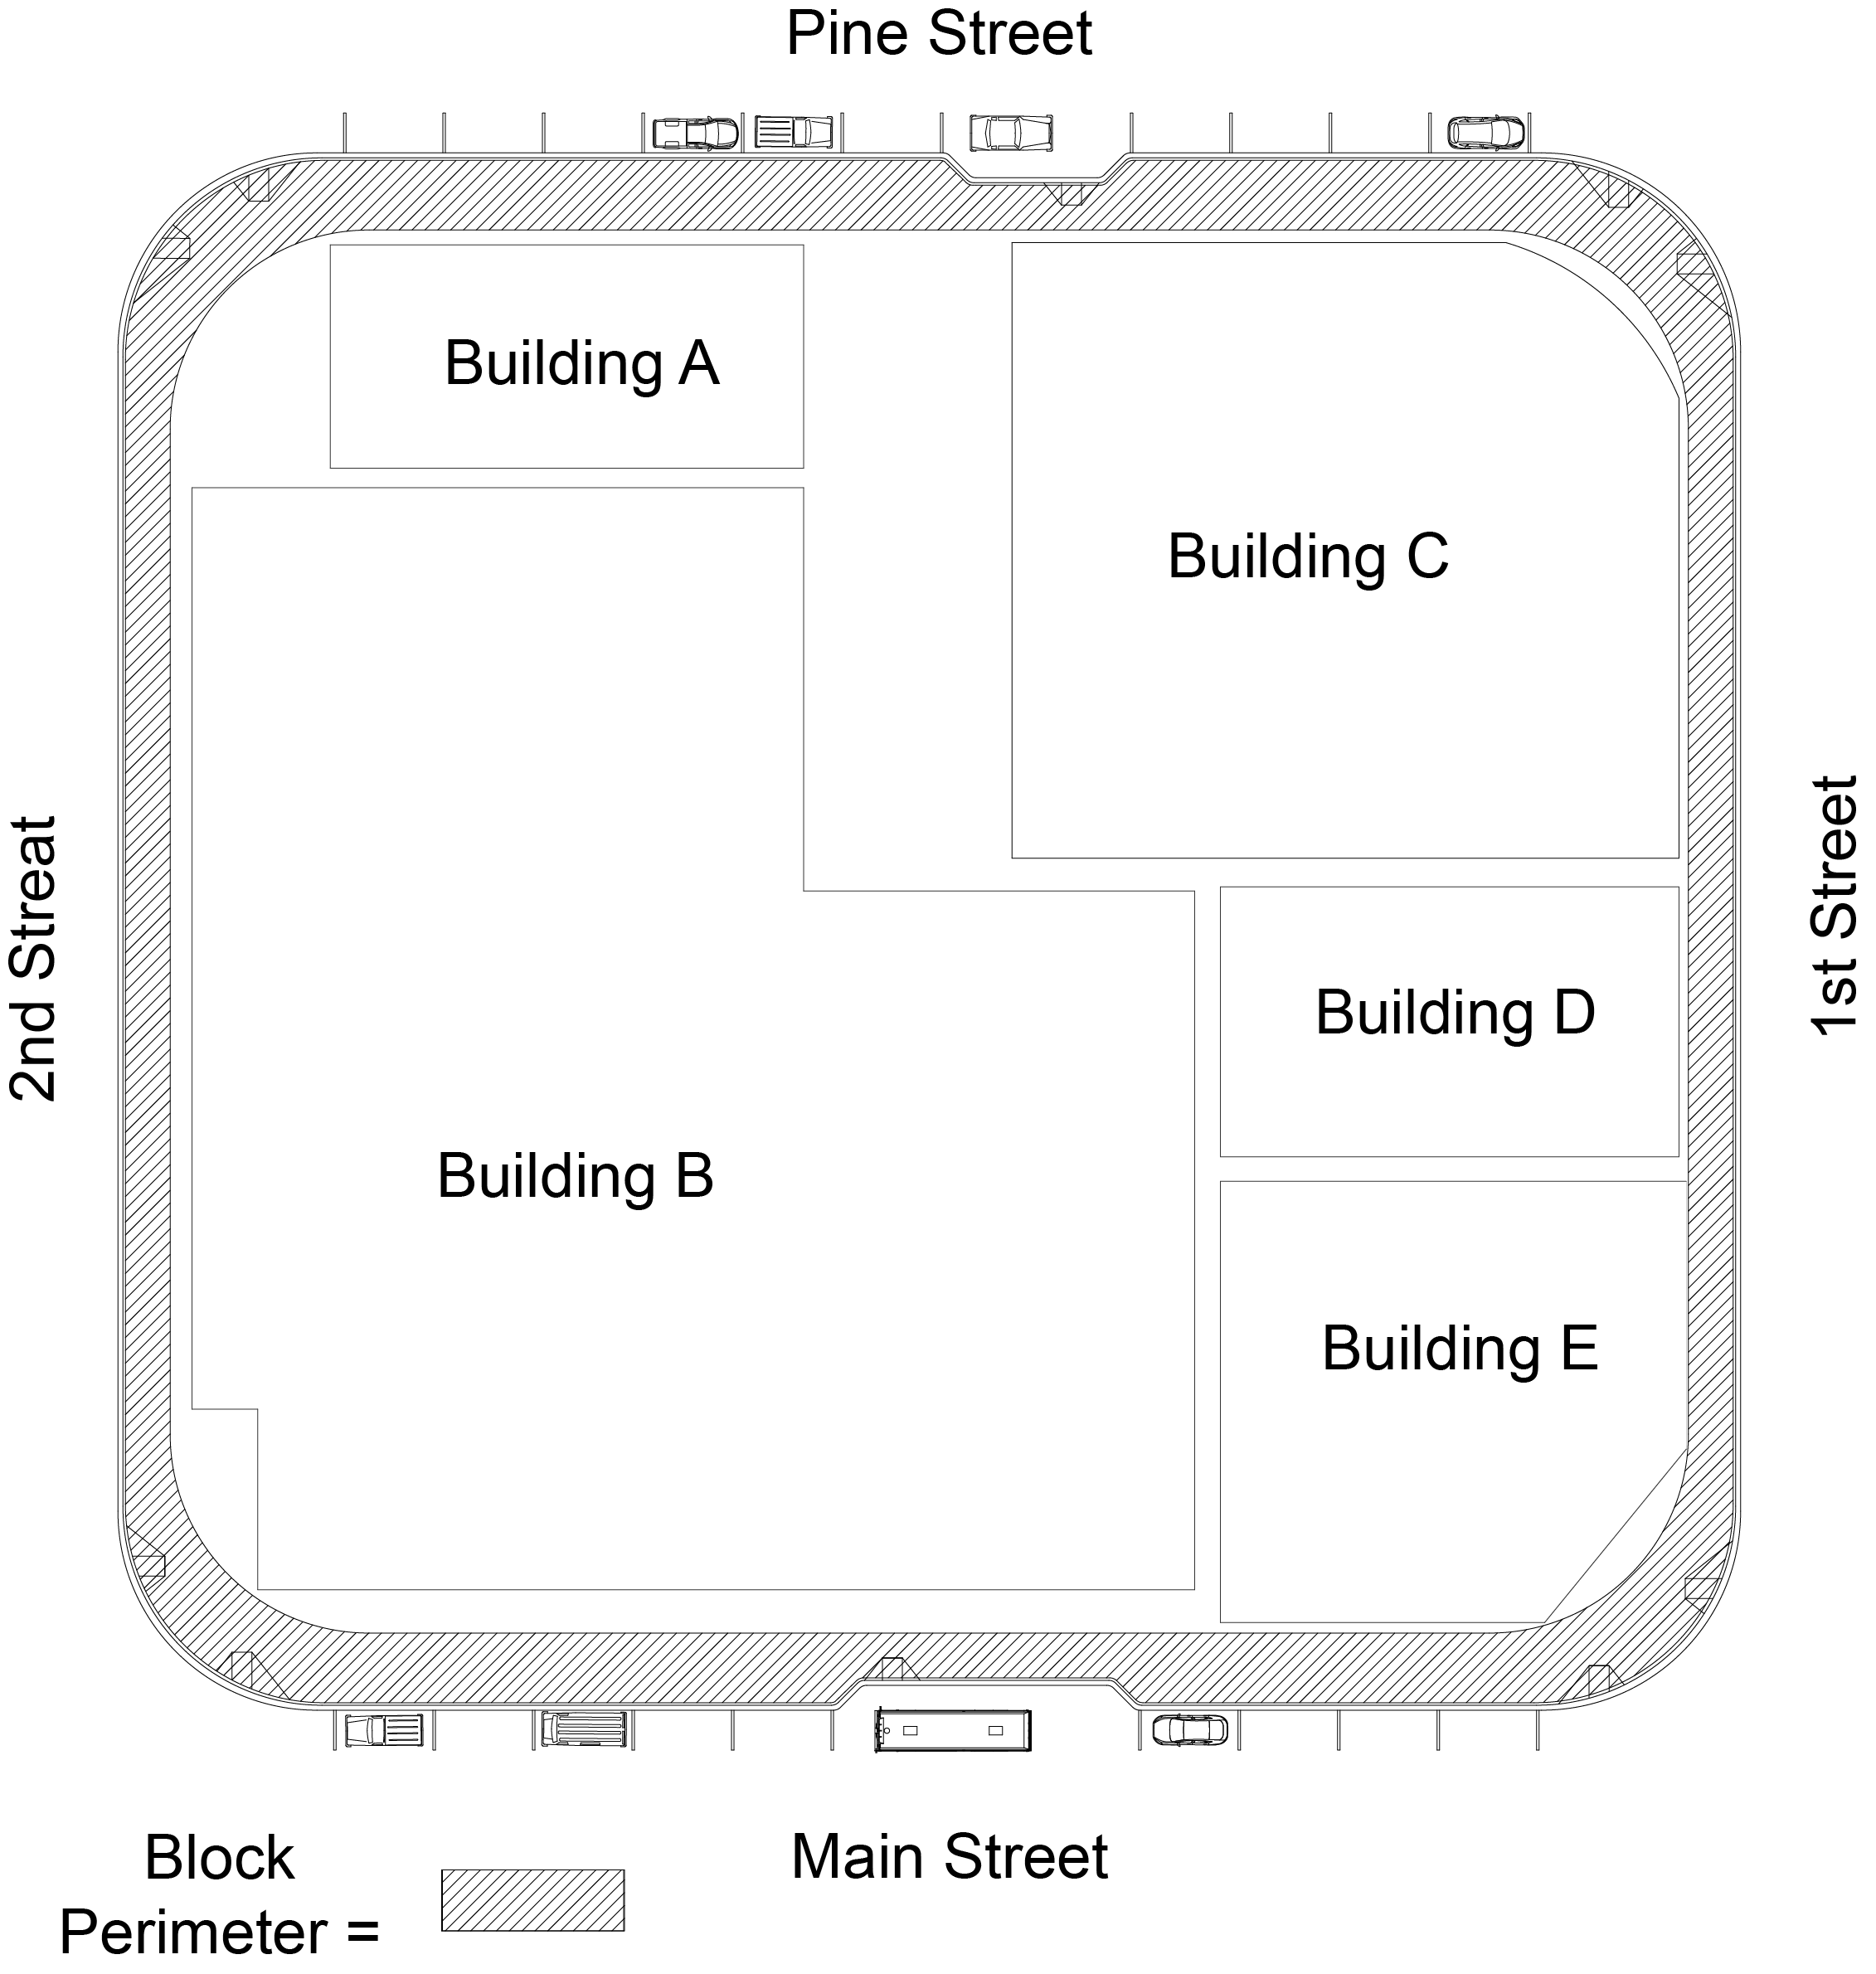 Pine Street
Building A
Building C
2nd Streat
1st Street
Building D
Building B
Building E
Main Street
Block
Perimeter =